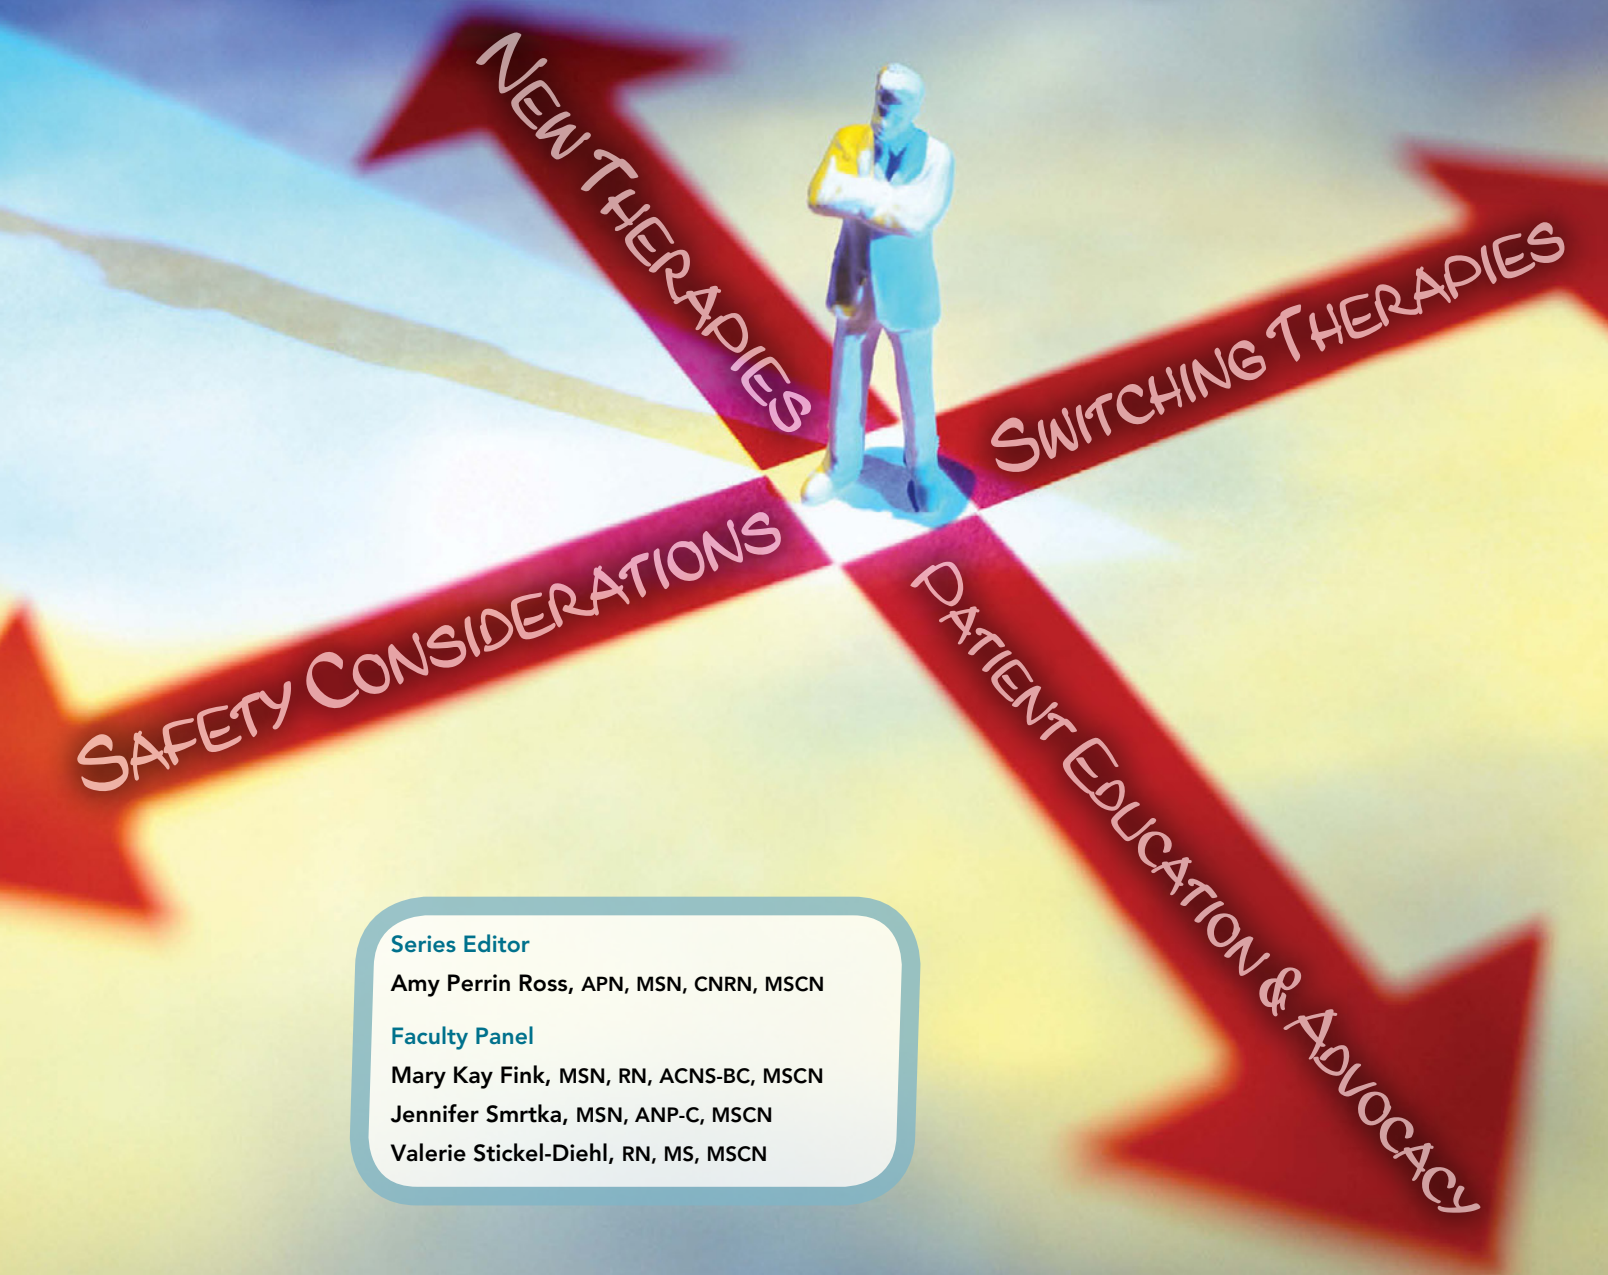 New Therapies
Switching Therapies
Safety Considerations
Patient Education & Advocacy
Series Editor
Amy Perrin Ross, APN, MSN, CNRN, MSCN
Faculty Panel
Mary Kay Fink, MSN, RN, ACNS-BC, MSCN
Jennifer Smrtka, MSN, ANP-C, MSCN
Valerie Stickel-Diehl, RN, MS, MSCN